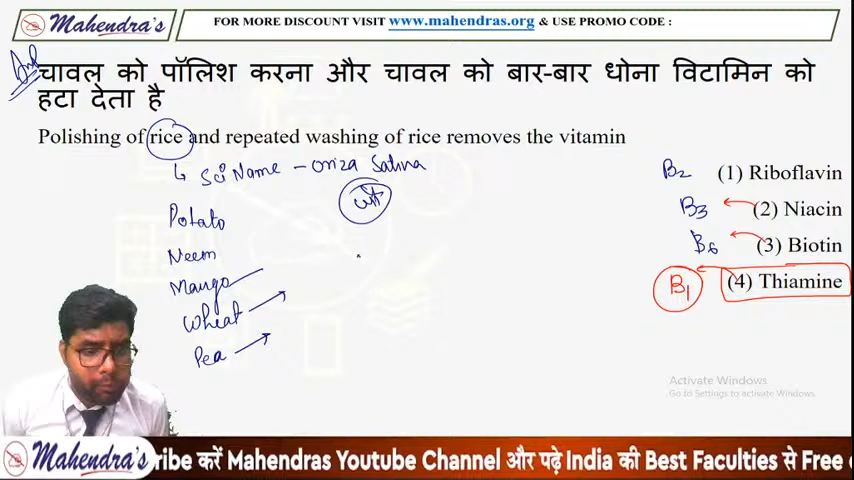 Mahendra's
FOR MORE DISCOUNT VISIT www.mahendras.org & USE PROMO CODE :
चावल को पॉलिश करना और चावल को बार-बार धोना विटामिन को
हटा देता है
Polishing of rice and repeated washing of rice removes the vitamin
↳ Sci Name - Oriza Sativa
B2 (1) Riboflavin
B3 (2) Niacin
B6 (3) Biotin
B1 (4) Thiamine
Potato
Neem
Mango
Wheat
Pea
Activate Windows
Go to Settings to activate Windows.
Mahendra's
ribe करें Mahendras Youtube Channel और पढ़े India की Best Faculties से Free